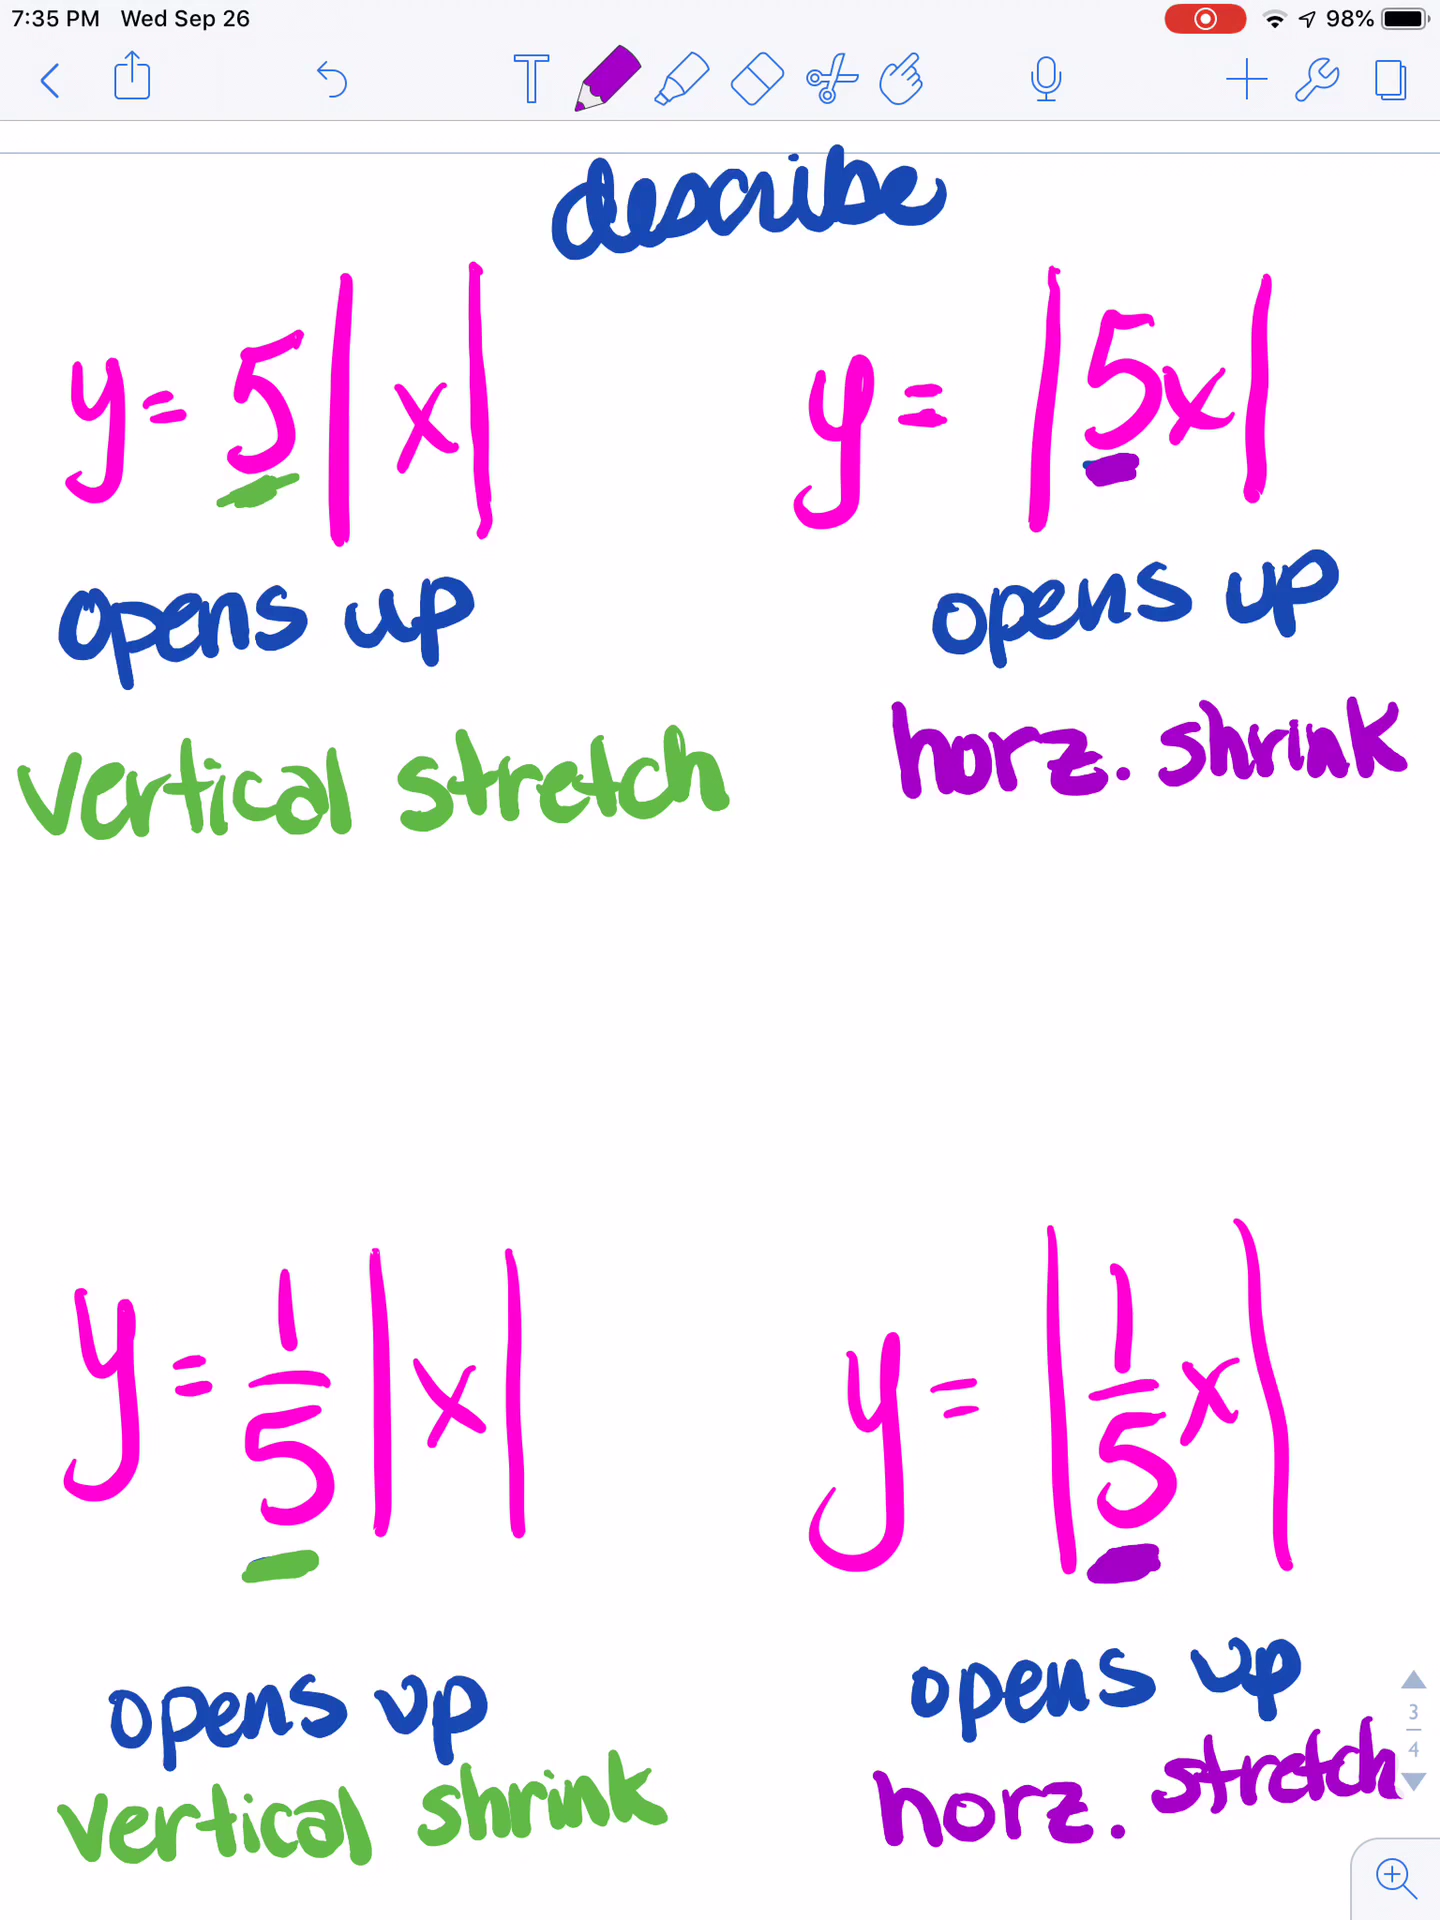 7:35 PM Wed Sep 26
98%
T
describe
y = 5|x|
y = |5x|
opens up
opens up
vertical stretch
horz. shrink
y = 1/5|x|
y = |1/5x|
opens up
vertical shrink
opens up
horz. stretch
3
4